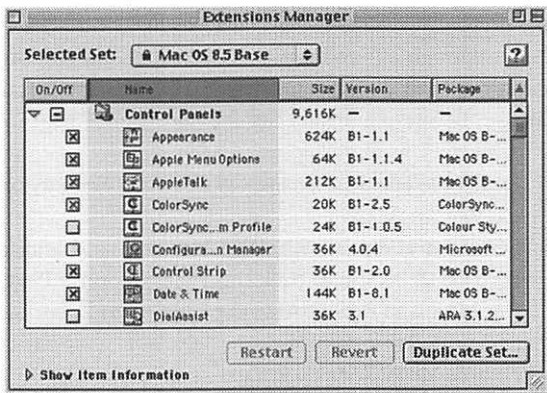 Extensions Manager
Selected Set: Mac OS 8.5 Base ?
On/Off Name Size Version Package
Control Panels 9,616K – –
Appearance 624K B1-1.1 Mac OS B-...
Apple Menu Options 64K B1-1.1.4 Mac OS B-...
AppleTalk 212K B1-1.1 Mac OS B-...
ColorSync 20K B1-2.5 ColorSync...
ColorSync...m Profile 24K B1-1.0.5 Colour Sty...
Configura...n Manager 36K 4.0.4 Microsoft ...
Control Strip 36K B1-2.0 Mac OS B-...
Date & Time 144K B1-8.1 Mac OS B-...
DialAssist 36K 3.1 ARA 3.1.2...
Restart Revert Duplicate Set...
Show Item Information